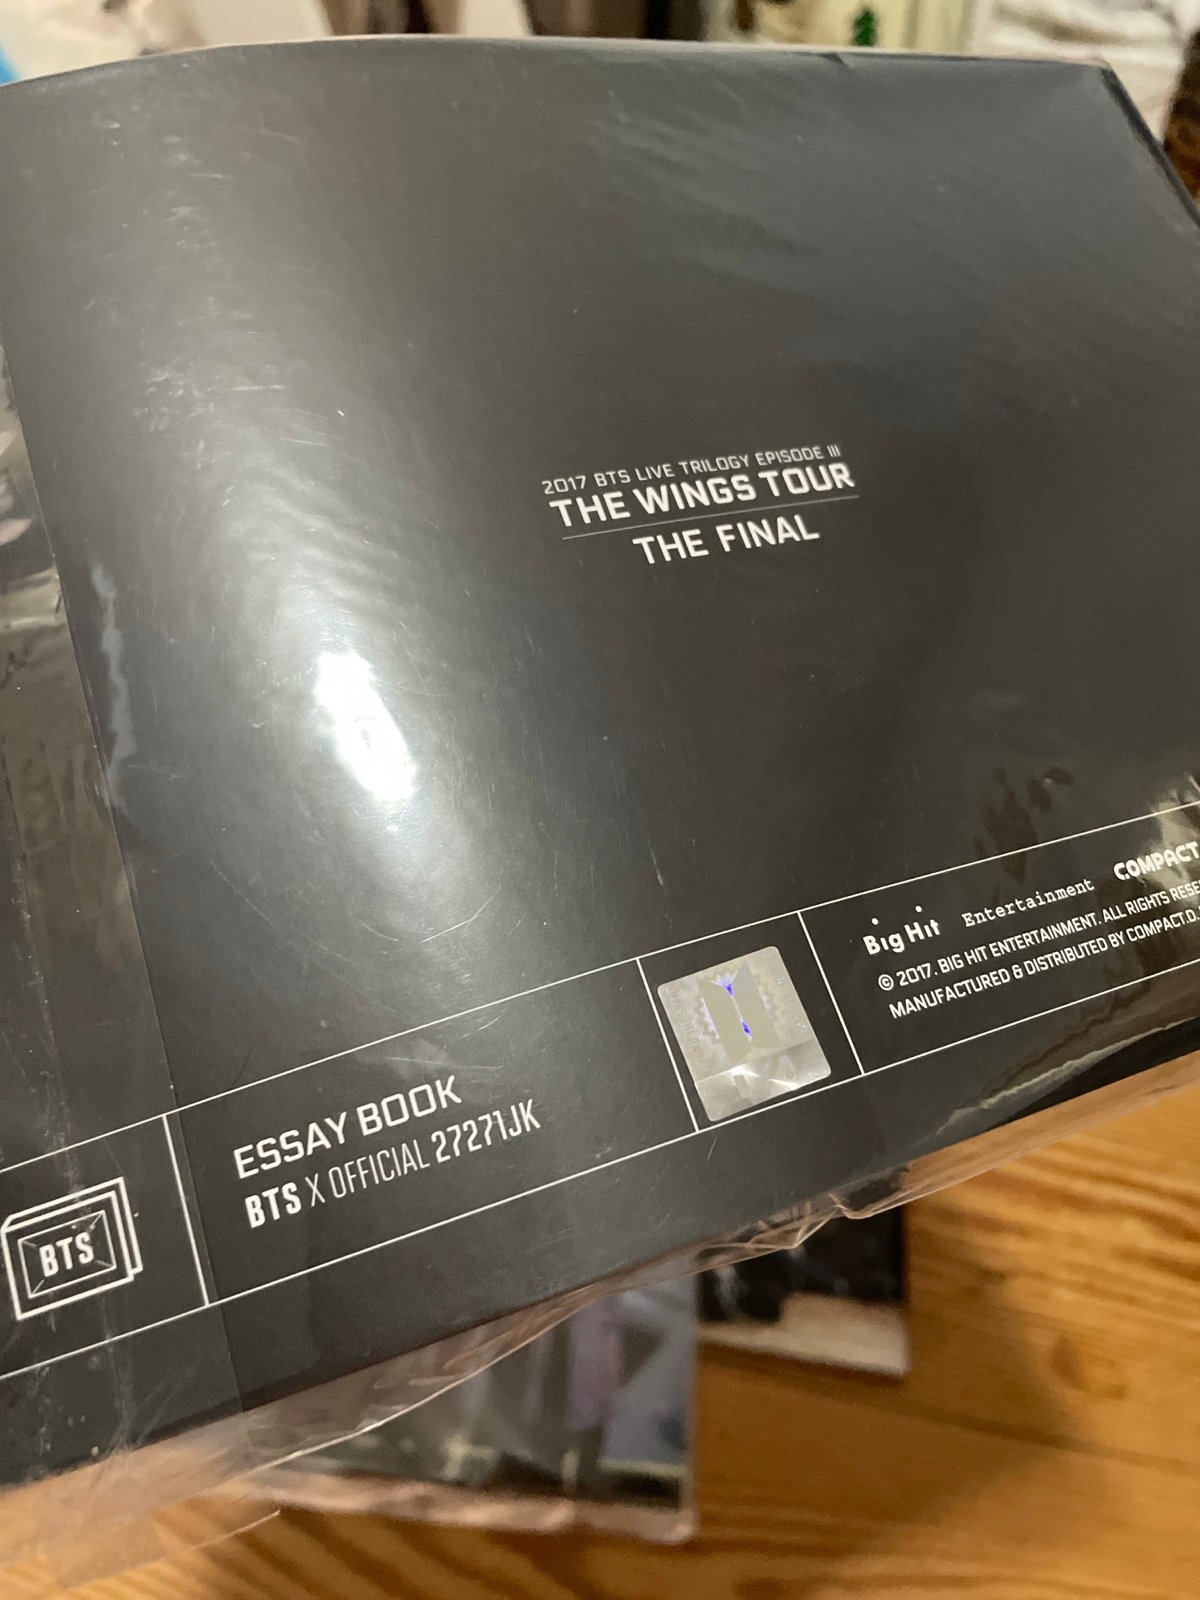 2017 BTS LIVE TRILOGY EPISODE III
THE WINGS TOUR
THE FINAL
BTS
ESSAY BOOK
BTS X OFFICIAL 27271JK
Big Hit Entertainment COMPACT
© 2017. BIG HIT ENTERTAINMENT. ALL RIGHTS
MANUFACTURED & DISTRIBUTED BY COMPACT.D.